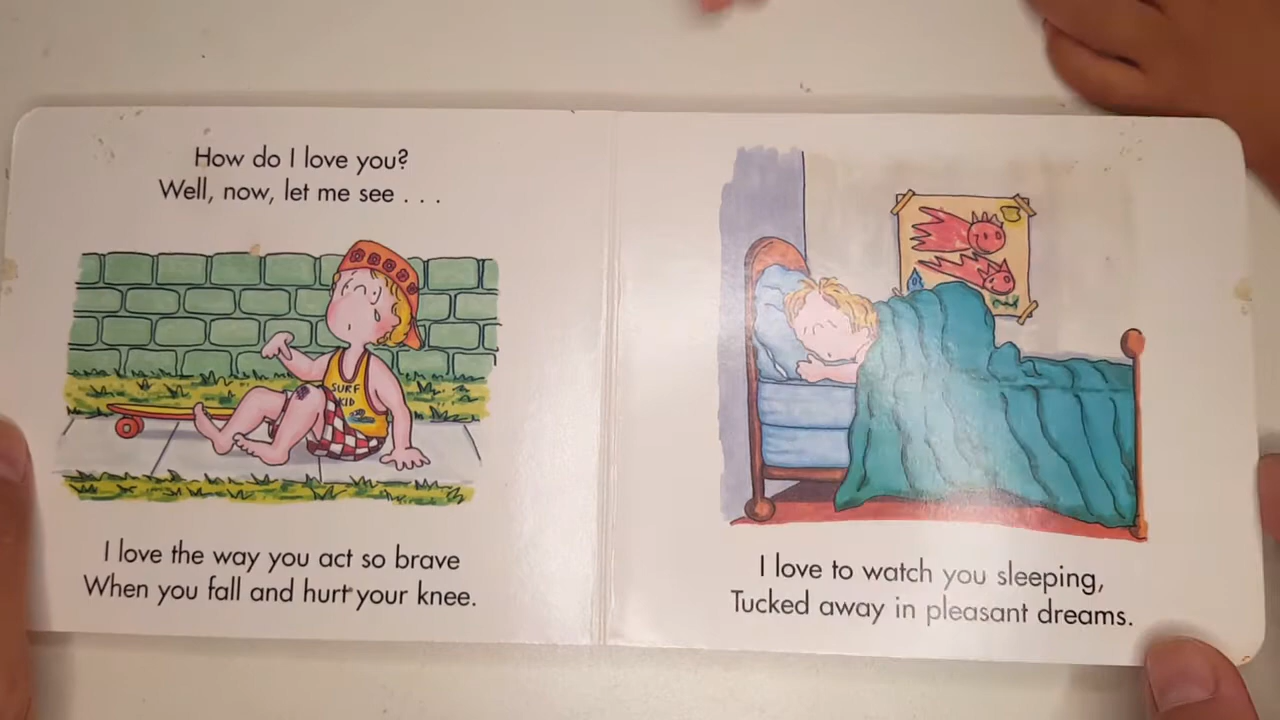 How do I love you?
Well, now, let me see . . .
SURF
KID
I love the way you act so brave
When you fall and hurt your knee.
I love to watch you sleeping,
Tucked away in pleasant dreams.